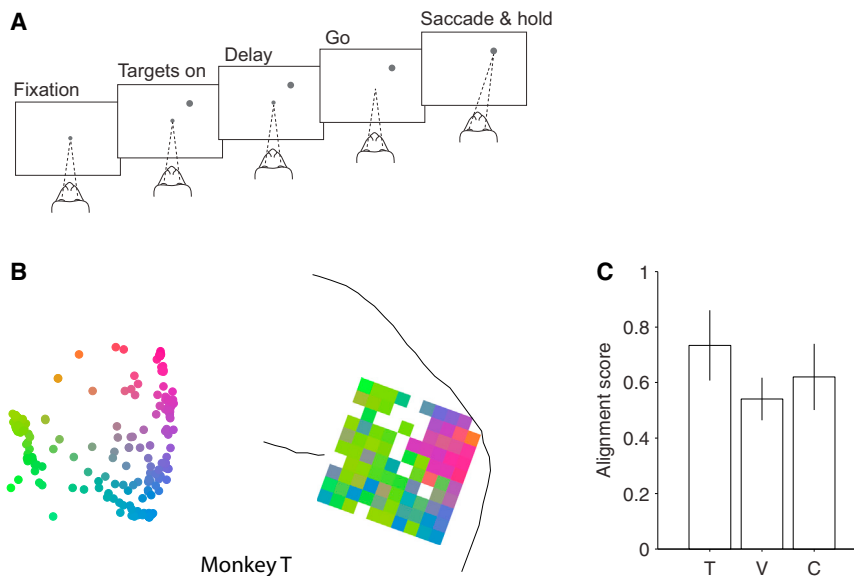 A
Fixation
Targets on
Delay
Go
Saccade & hold
B
Monkey T
C
Alignment score
1
0.8
0.6
0.4
0.2
0
T V C